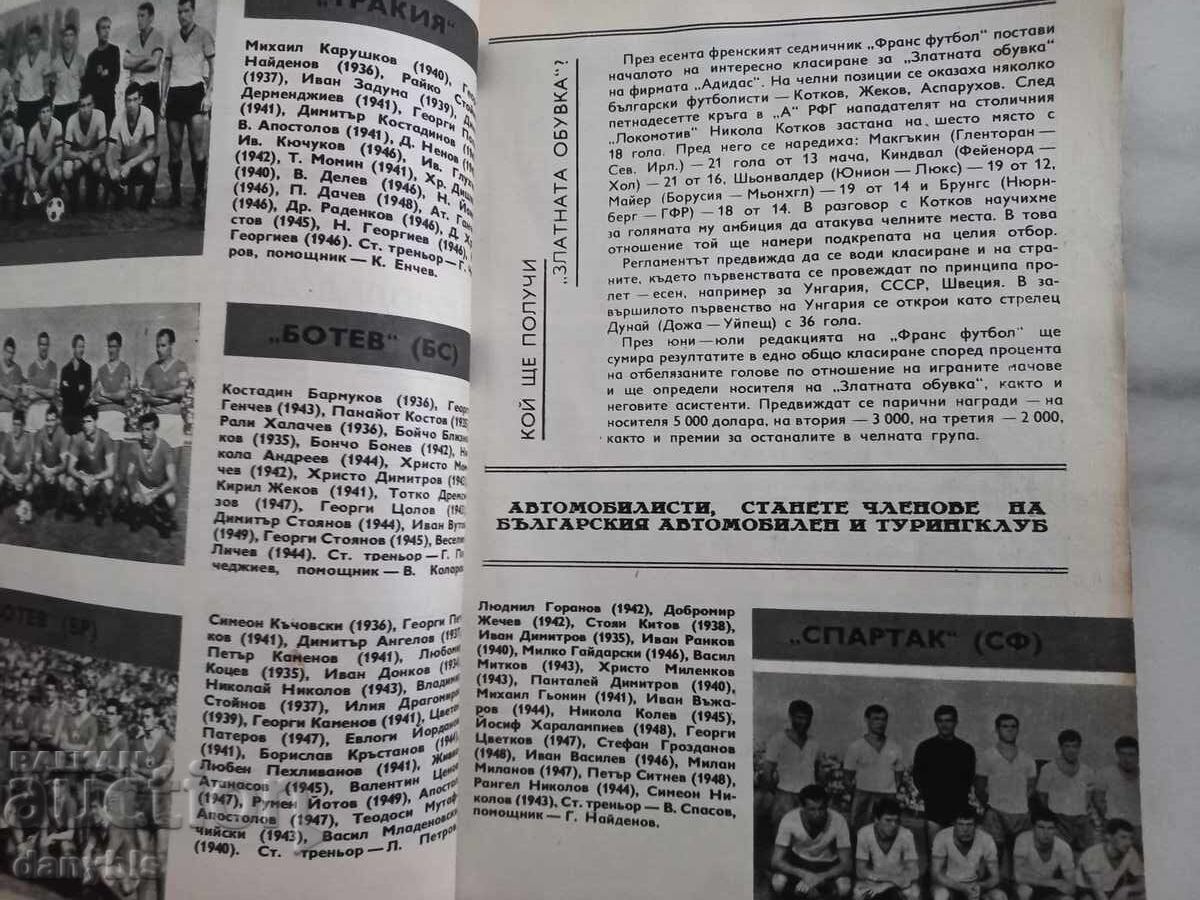 „ТРАКИЯ"
Михаил Карушков (1940),
Найденов (1936), Райко
(1937), Иван Задума (1939),
Дерменджиев (1941), Георги
(1941), Димитър Костадинов
В. Апостолов (1941), Д. Ненов
Ив. Кючуков (1946), Ив.
(1942), Т. Момин (1941), Хр.
(1940), В. Делев (1946), Н.
(1946), П. Дачев (1948), Ат.
(1946), Др. Раденков (1946), Д.
стов (1945), Н. Георгиев (1946),
Георгиев (1946). Ст. треньор — Г.
ров, помощник — К. Енчев.
„БОТЕВ" (БС)
Костадин Бармуков (1936),
Генчев (1943), Панайот Костов
Рали Халачев (1936), Бойчо
ков (1935), Бончо Бонев (1942),
кола Андреев (1944), Христо
чев (1942), Христо Димитров
Кирил Жеков (1941), Тотко
зов (1947), Георги Цолов
Димитър Стоянов (1944), Иван
(1949), Георги Стоянов (1945),
Личев (1944). Ст. треньор — Г.
чеджиев, помощник — В.
БОТЕВ (ВР)
Симеон Къчовски (1936), Георги
ков (1941), Димитър Ангелов
Петър Каменов (1941),
Коцев (1935), Иван Донков
Николай Николов (1943),
Стойнов (1937), Илия
(1939), Георги Каменов (1941),
Патеров (1947), Евлоги
(1941), Борислав Кръстанов
Любен Пехливанов (1941),
Атанасов (1945), Валентин
(1947), Румен Йотов (1949),
Апостолов (1947), Теодоси
чийски (1943), Васил Младеновски
(1940). Ст. треньор — Л. Петров,
КОЙ ЩЕ ПОЛУЧИ
„ЗЛАТНАТА ОБУВКА"?
През есента френският седмичник „Франс футбол" постави
началото на интересно класиране за „Златната обувка"
на фирмата „Адидас". На челни позиции се оказаха няколко
български футболисти — Котков, Жеков, Аспарухов. След
петнадесетте кръга в „А" РФГ нападателят на столичния
„Локомотив" Никола Котков застана на шесто място с
18 гола. Пред него се наредиха: Макгъкин (Гленторан —
Сев. Ирл.) — 21 гола от 13 мача, Киндвал (Фейенорд —
Хол) — 21 от 16, Шьонвалдер (Юнион — Люкс) — 19 от 12,
Майер (Борусия — Мьонхгл) — 19 от 14 и Брунгс (Нюрн-
берг — ГФР) — 18 от 14. В разговор с Котков научихме
за голямата му амбиция да атакува челните места. В това
отношение той ще намери подкрепата на целия отбор.
Регламентът предвижда да се води класиране и на стра-
ните, където първенствата се провеждат по принципа про-
лет — есен, например за Унгария, СССР, Швеция. В за-
вършилото първенство на Унгария се открои като стрелец
Дунай (Дожа — Уйпещ) с 36 гола.
През юни — юли редакцията на „Франс футбол" ще
сумира резултатите в едно общо класиране според процента
на отбелязаните голове по отношение на играните мачове
и ще определи носителя на „Златната обувка", както и
неговите асистенти. Предвиждат се парични награди — на
носителя 5 000 долара, на втория — 3 000, на третия — 2 000,
както и премии за останалите в челната група.
АВТОМОБИЛИСТИ, СТАНЕТЕ ЧЛЕНОВЕ НА
БЪЛГАРСКИЯ АВТОМОБИЛЕН И ТУРИНГКЛУБ
Людмил Горанов (1942), Добромир
Жечев (1942), Стоян Китов (1938),
Иван Димитров (1935), Иван Ранков
(1940), Милко Гайдарски (1946), Васил
Митков (1943), Христо Миленков
(1943), Панталей Димитров (1940),
Михаил Гьонин (1941), Иван Въжа-
ров (1944), Никола Колев (1945),
Йосиф Харалампиев (1948), Георги
Цветков (1947), Стефан Грозданов
(1948), Иван Василев (1946), Милан
Миланов (1947), Петър Ситнев (1948),
Рангел Николов (1944), Симеон Ни-
колов (1943), Ст. треньор — В. Спасов,
помощник — Г. Найденов.
„СПАРТАК" (СФ)
БАЛКАНЪ
auction
danybls